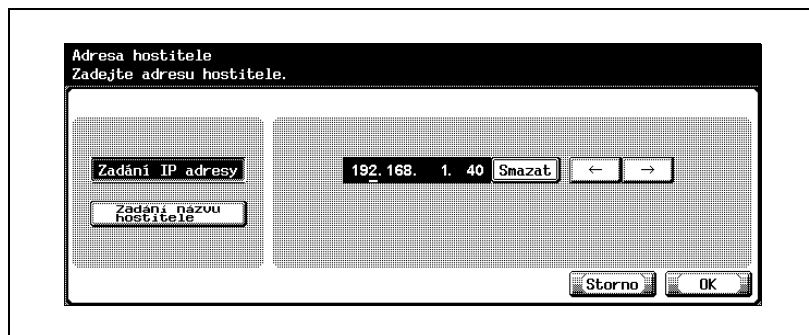 Adresa hostitele
Zadejte adresu hostitele.
Zadání IP adresy
192.168. 1. 40 Smazat ← →
Zadání názvu
hostitele
Storno OK